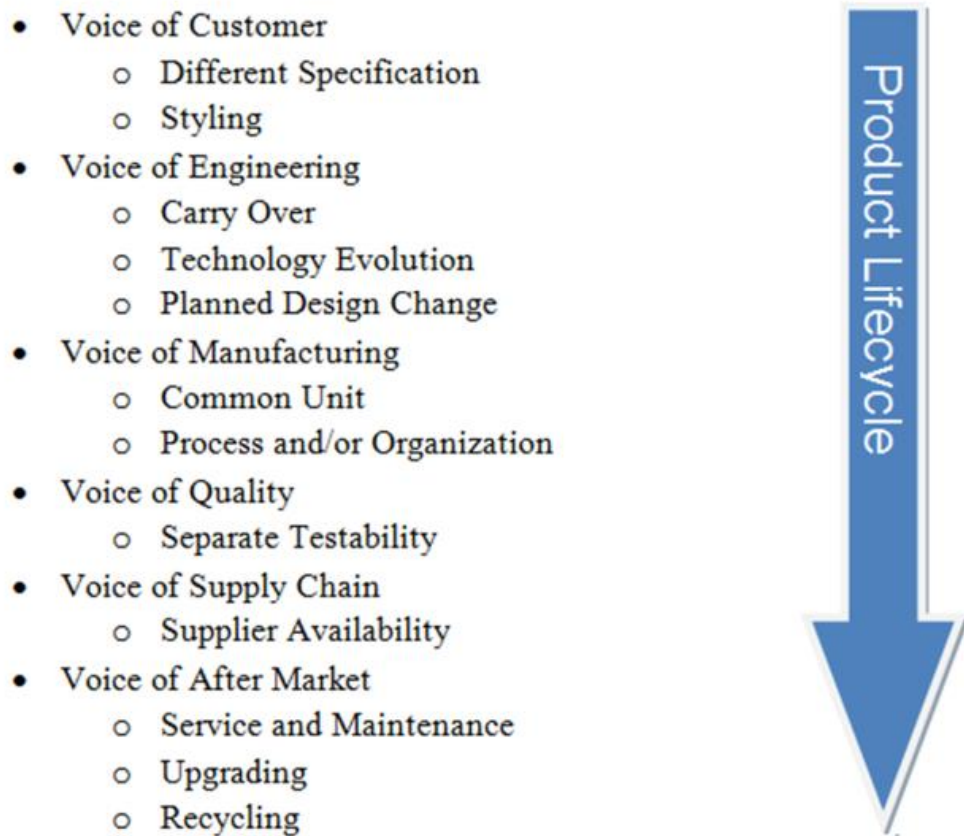 • Voice of Customer
o Different Specification
o Styling
• Voice of Engineering
o Carry Over
o Technology Evolution
o Planned Design Change
• Voice of Manufacturing
o Common Unit
o Process and/or Organization
• Voice of Quality
o Separate Testability
• Voice of Supply Chain
o Supplier Availability
• Voice of After Market
o Service and Maintenance
o Upgrading
o Recycling
Product Lifecycle